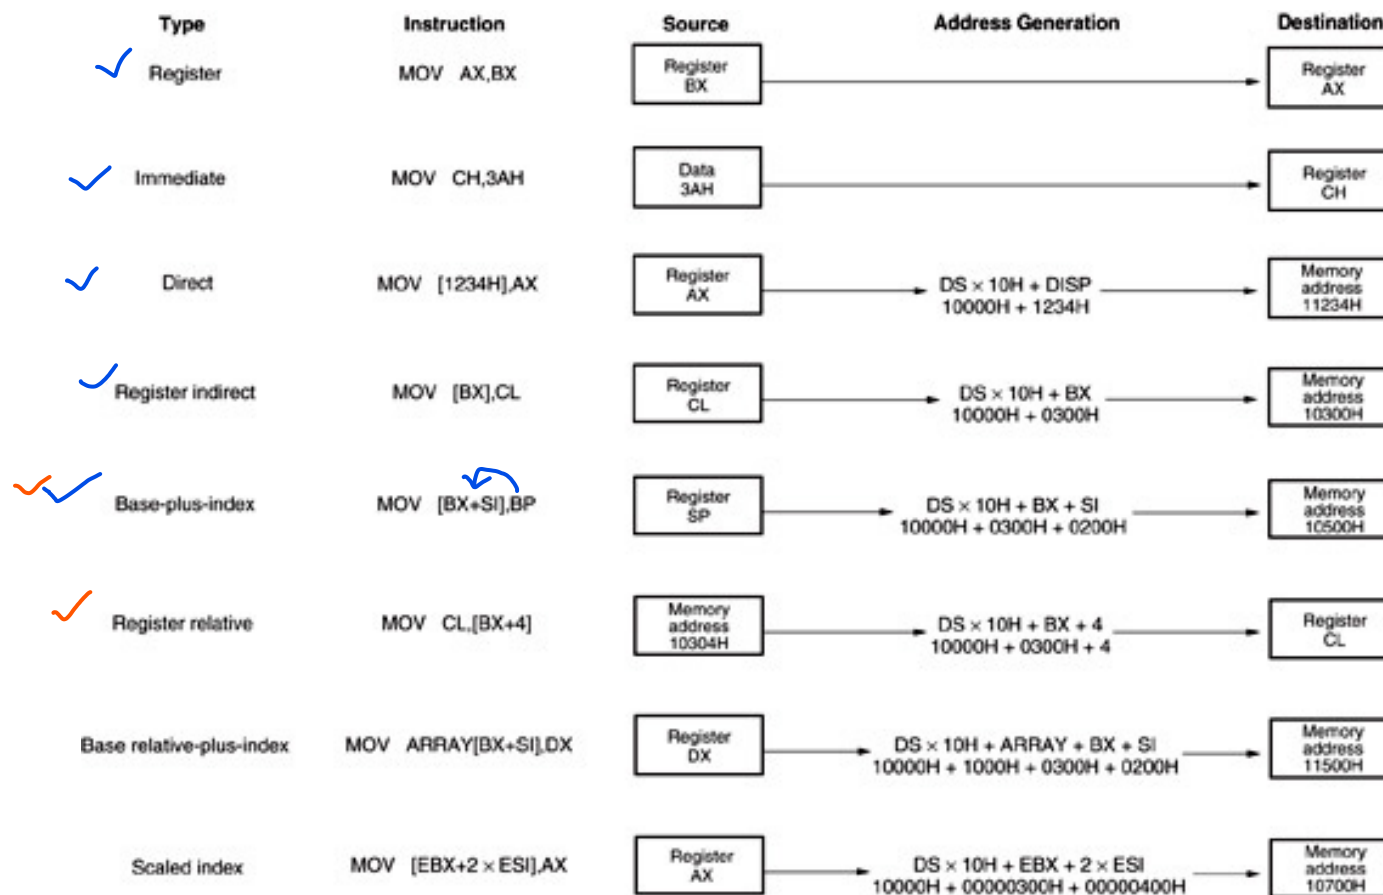 Type Instruction Source Address Generation Destination
Register MOV AX,BX Register Register
BX AX
Immediate MOV CH,3AH Data Register
3AH CH
Direct MOV [1234H],AX Register DS × 10H + DISP Memory
AX 10000H + 1234H address
11234H
Register indirect MOV [BX],CL Register DS × 10H + BX Memory
CL 10000H + 0300H address
10300H
Base-plus-index MOV [BX+SI],BP Register DS × 10H + BX + SI Memory
SP 10000H + 0300H + 0200H address
10500H
Register relative MOV CL,[BX+4] Memory DS × 10H + BX + 4 Register
address 10000H + 0300H + 4 CL
10304H
Base relative-plus-index MOV ARRAY[BX+SI],DX Register DS × 10H + ARRAY + BX + SI Memory
DX 10000H + 1000H + 0300H + 0200H address
11500H
Scaled index MOV [EBX+2 × ESI],AX Register DS × 10H + EBX + 2 × ESI Memory
AX 10000H + 00000300H + 00000400H address
10700H